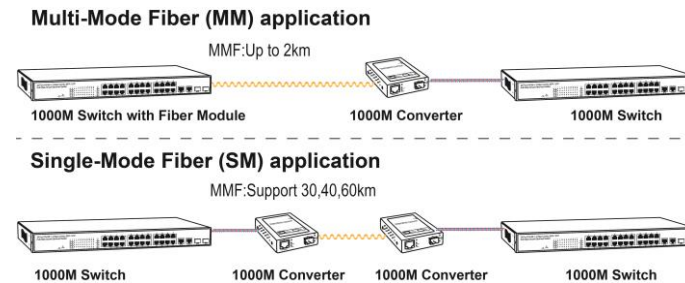 Multi-Mode Fiber (MM) application
MMF:Up to 2km
1000M Switch with Fiber Module 1000M Converter 1000M Switch
Single-Mode Fiber (SM) application
MMF:Support 30,40,60km
1000M Switch 1000M Converter 1000M Converter 1000M Switch